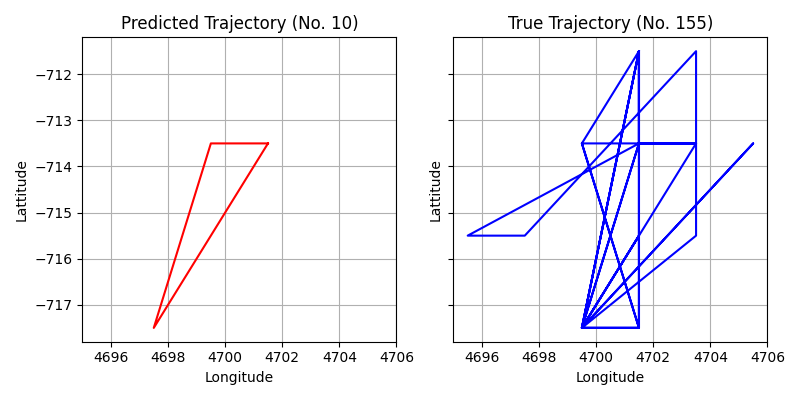 Predicted Trajectory (No. 10)
True Trajectory (No. 155)
−712
−713
−714
−715
−716
−717
Lattitude
Lattitude
4696 4698 4700 4702 4704 4706
4696 4698 4700 4702 4704 4706
Longitude
Longitude